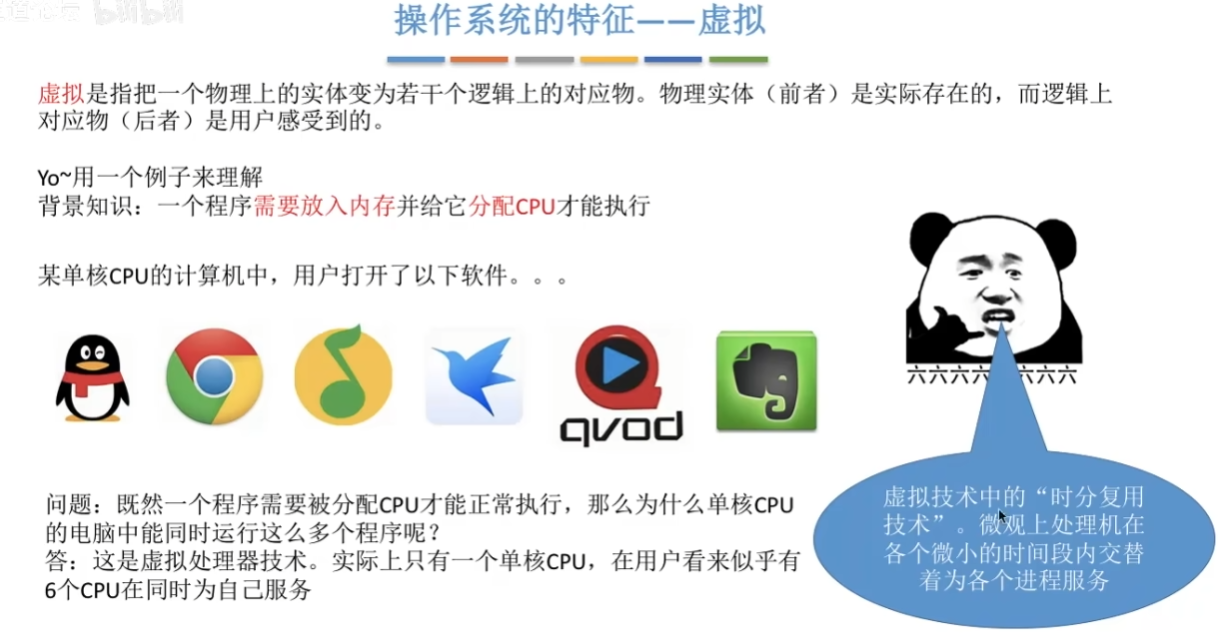 操作系统的特征——虚拟
虚拟是指把一个物理上的实体变为若干个逻辑上的对应物。物理实体（前者）是实际存在的，而逻辑上
对应物（后者）是用户感受到的。
Yo~用一个例子来理解
背景知识：一个程序需要放入内存并给它分配CPU才能执行
某单核CPU的计算机中，用户打开了以下软件。。。
qvod
六六六六六六六六
问题：既然一个程序需要被分配CPU才能正常执行，那么为什么单核CPU
的电脑中能同时运行这么多个程序呢？
答：这是虚拟处理器技术。实际上只有一个单核CPU，在用户看来似乎有
6个CPU在同时为自己服务
虚拟技术中的“时分复用
技术”。微观上处理机在
各个微小的时间段内交替
着为各个进程服务